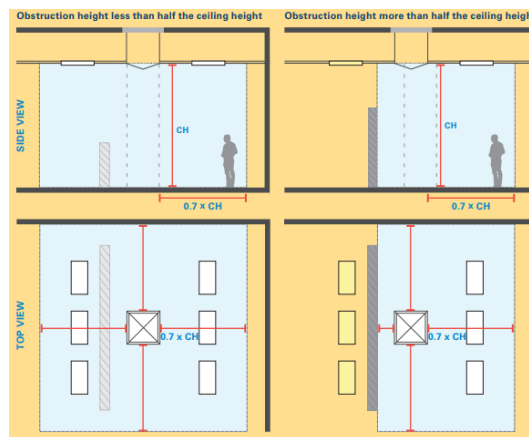 Obstruction height less than half the ceiling height
Obstruction height more than half the ceiling heigh
SIDE VIEW
CH
CH
0.7 × CH
0.7 × CH
TOP VIEW
0.7 x CH
0.7 x CH